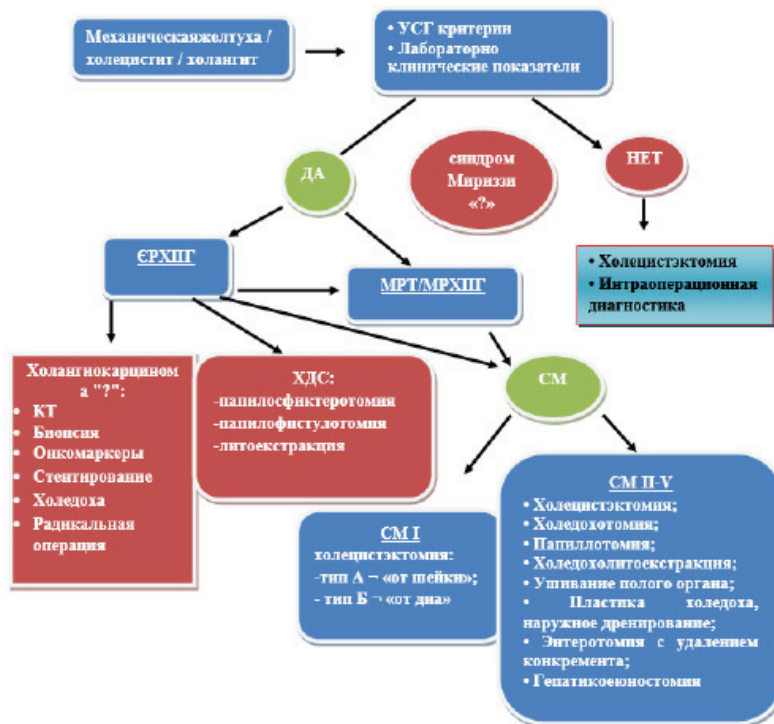 Механическаяжелтуха /
холецистит / холангит
• УСГ критерии
• Лабораторно
клинические показатели
ДА
синдром
Мириззи
«?»
НЕТ
ЄРХПГ
МРТ/МРХПГ
• Холецистэктомия
• Интраоперационная
диагностика
Холангиокарцином
а "?":
• КТ
• Биопсия
• Онкомаркеры
• Стентирование
• Холедоха
• Радикальная
операция
ХДС:
-папилосфиктеротомия
-папилофистулотомия
-литоекстракция
СМ
СМ I
холецистэктомия:
-тип А ¬ «от шейки»;
- тип Б ¬ «от дна»
СМ II-V
• Холецистэктомия;
• Холедохотомия;
• Папиллотомия;
• Холедохолитоекстракция;
• Ушивание полого органа;
• Пластика холедоха,
наружное дренирование;
• Энтеротомия с удалением
конкремента;
• Гепатикоеюностомия